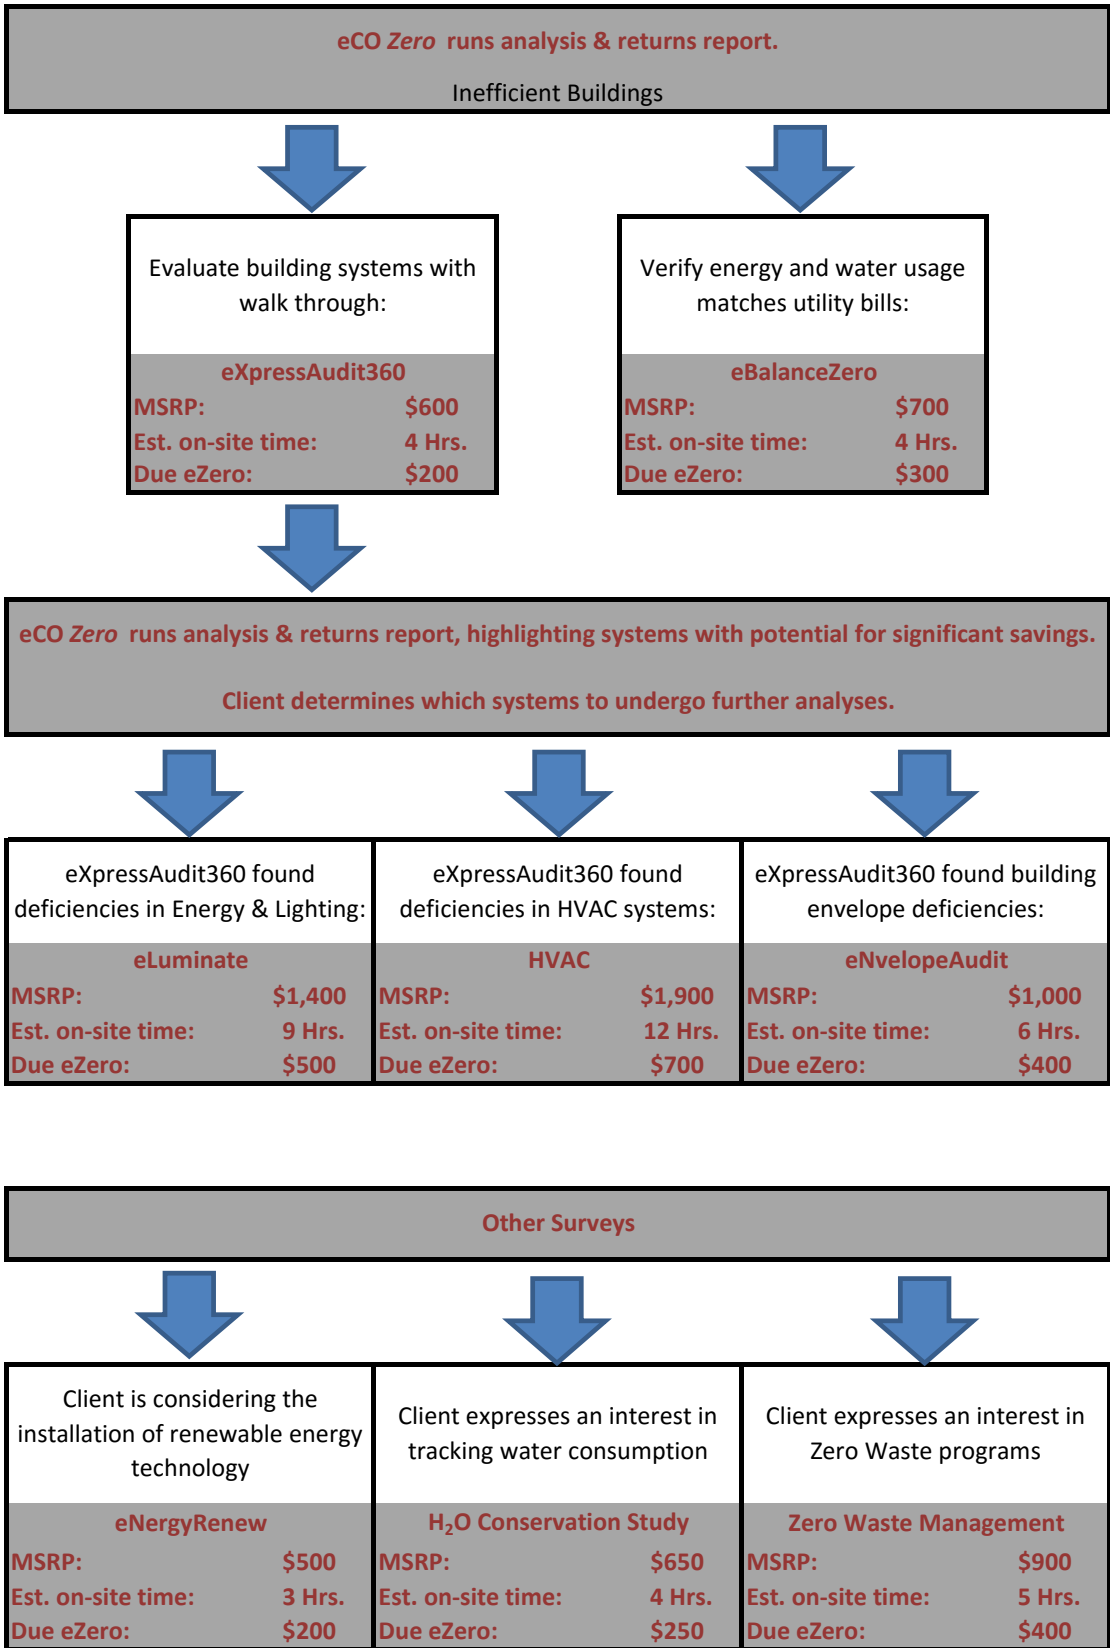 eCO Zero runs analysis & returns report.
Inefficient Buildings
Evaluate building systems with
walk through:
eXpressAudit360
MSRP: $600
Est. on-site time: 4 Hrs.
Due eZero: $200
Verify energy and water usage
matches utility bills:
eBalanceZero
MSRP: $700
Est. on-site time: 4 Hrs.
Due eZero: $300
eCO Zero runs analysis & returns report, highlighting systems with potential for significant savings.
Client determines which systems to undergo further analyses.
eXpressAudit360 found
deficiencies in Energy & Lighting:
eLuminate
MSRP: $1,400
Est. on-site time: 9 Hrs.
Due eZero: $500
eXpressAudit360 found
deficiencies in HVAC systems:
HVAC
MSRP: $1,900
Est. on-site time: 12 Hrs.
Due eZero: $700
eXpressAudit360 found building
envelope deficiencies:
eNvelopeAudit
MSRP: $1,000
Est. on-site time: 6 Hrs.
Due eZero: $400
Other Surveys
Client is considering the
installation of renewable energy
technology
eNergyRenew
MSRP: $500
Est. on-site time: 3 Hrs.
Due eZero: $200
Client expresses an interest in
tracking water consumption
H₂O Conservation Study
MSRP: $650
Est. on-site time: 4 Hrs.
Due eZero: $250
Client expresses an interest in
Zero Waste programs
Zero Waste Management
MSRP: $900
Est. on-site time: 5 Hrs.
Due eZero: $400